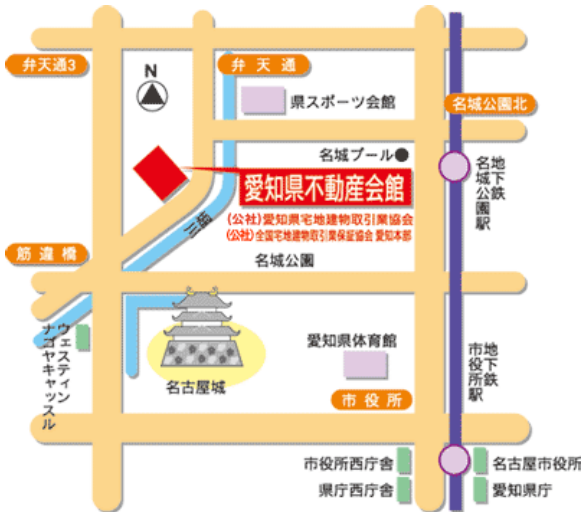 弁天通3
弁天通
N
県スポーツ会館
名城公園北
名城プール
地下鉄
名城公園駅
愛知県不動産会館
(公社)愛知県宅地建物取引業協会
(公社)全国宅地建物取引業保証協会 愛知本部
堀川
筋違橋
名城公園
ウェスティン
ナゴヤキャッスル
名古屋城
愛知県体育館
地下鉄
市役所駅
市役所
市役所西庁舎
名古屋市役所
県庁西庁舎
愛知県庁